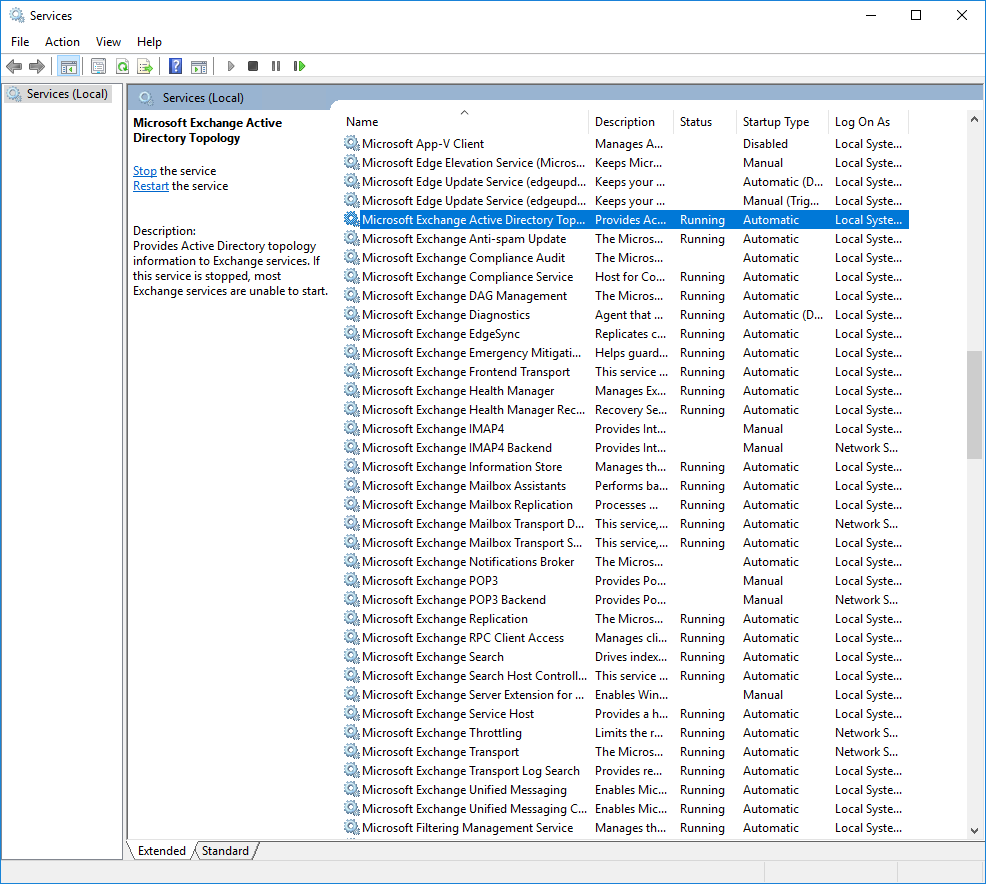 Services
File Action View Help
Services (Local)
Services (Local)
Microsoft Exchange Active
Directory Topology
Stop the service
Restart the service
Description:
Provides Active Directory topology
information to Exchange services. If
this service is stopped, most
Exchange services are unable to start.
Name Description Status Startup Type Log On As
Microsoft App-V Client Manages A... Disabled Local Syste...
Microsoft Edge Elevation Service (Micros... Keeps Micr... Manual Local Syste...
Microsoft Edge Update Service (edgeupd... Keeps your ... Automatic (D... Local Syste...
Microsoft Edge Update Service (edgeupd... Keeps your ... Manual (Trig... Local Syste...
Microsoft Exchange Active Directory Top... Provides Ac... Running Automatic Local Syste...
Microsoft Exchange Anti-spam Update The Micros... Running Automatic Local Syste...
Microsoft Exchange Compliance Audit The Micros... Automatic Local Syste...
Microsoft Exchange Compliance Service Host for Co... Running Automatic Local Syste...
Microsoft Exchange DAG Management The Micros... Running Automatic Local Syste...
Microsoft Exchange Diagnostics Agent that ... Running Automatic (D... Local Syste...
Microsoft Exchange EdgeSync Replicates c... Running Automatic Local Syste...
Microsoft Exchange Emergency Mitigati... Helps guard... Running Automatic Local Syste...
Microsoft Exchange Frontend Transport This service ... Running Automatic Local Syste...
Microsoft Exchange Health Manager Manages Ex... Running Automatic Local Syste...
Microsoft Exchange Health Manager Rec... Recovery Se... Running Automatic Local Syste...
Microsoft Exchange IMAP4 Provides Int... Manual Local Syste...
Microsoft Exchange IMAP4 Backend Provides Int... Manual Network S...
Microsoft Exchange Information Store Manages th... Running Automatic Local Syste...
Microsoft Exchange Mailbox Assistants Performs ba... Running Automatic Local Syste...
Microsoft Exchange Mailbox Replication Processes ... Running Automatic Local Syste...
Microsoft Exchange Mailbox Transport D... This service,... Running Automatic Network S...
Microsoft Exchange Mailbox Transport S... This service,... Running Automatic Local Syste...
Microsoft Exchange Notifications Broker The Micros... Automatic Local Syste...
Microsoft Exchange POP3 Provides Po... Manual Local Syste...
Microsoft Exchange POP3 Backend Provides Po... Manual Network S...
Microsoft Exchange Replication The Micros... Running Automatic Local Syste...
Microsoft Exchange RPC Client Access Manages cli... Running Automatic Local Syste...
Microsoft Exchange Search Drives index... Running Automatic Local Syste...
Microsoft Exchange Search Host Controll... This service ... Running Automatic Local Syste...
Microsoft Exchange Server Extension for ... Enables Win... Manual Local Syste...
Microsoft Exchange Service Host Provides a h... Running Automatic Local Syste...
Microsoft Exchange Throttling Limits the r... Running Automatic Network S...
Microsoft Exchange Transport The Micros... Running Automatic Network S...
Microsoft Exchange Transport Log Search Provides re... Running Automatic Local Syste...
Microsoft Exchange Unified Messaging Enables Mic... Running Automatic Local Syste...
Microsoft Exchange Unified Messaging C... Enables Mic... Running Automatic Local Syste...
Microsoft Filtering Management Service Manages th... Running Automatic Local Syste...
Extended Standard